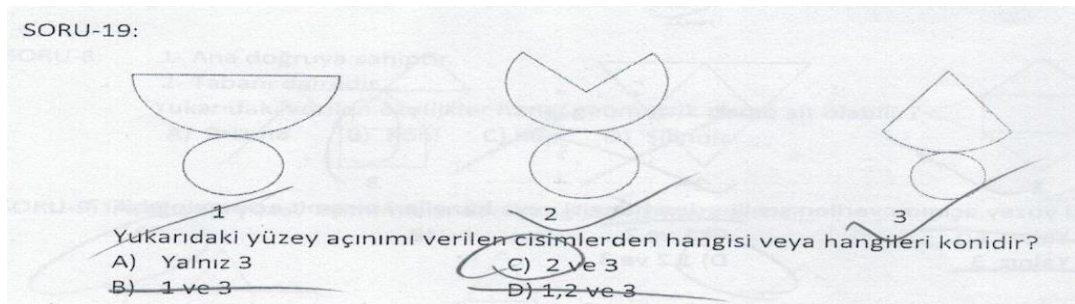 SORU-19:
1 2 3
Yukarıdaki yüzey açınımı verilen cisimlerden hangisi veya hangileri konidir?
A) Yalnız 3 C) 2 ve 3
B) 1 ve 3 D) 1,2 ve 3